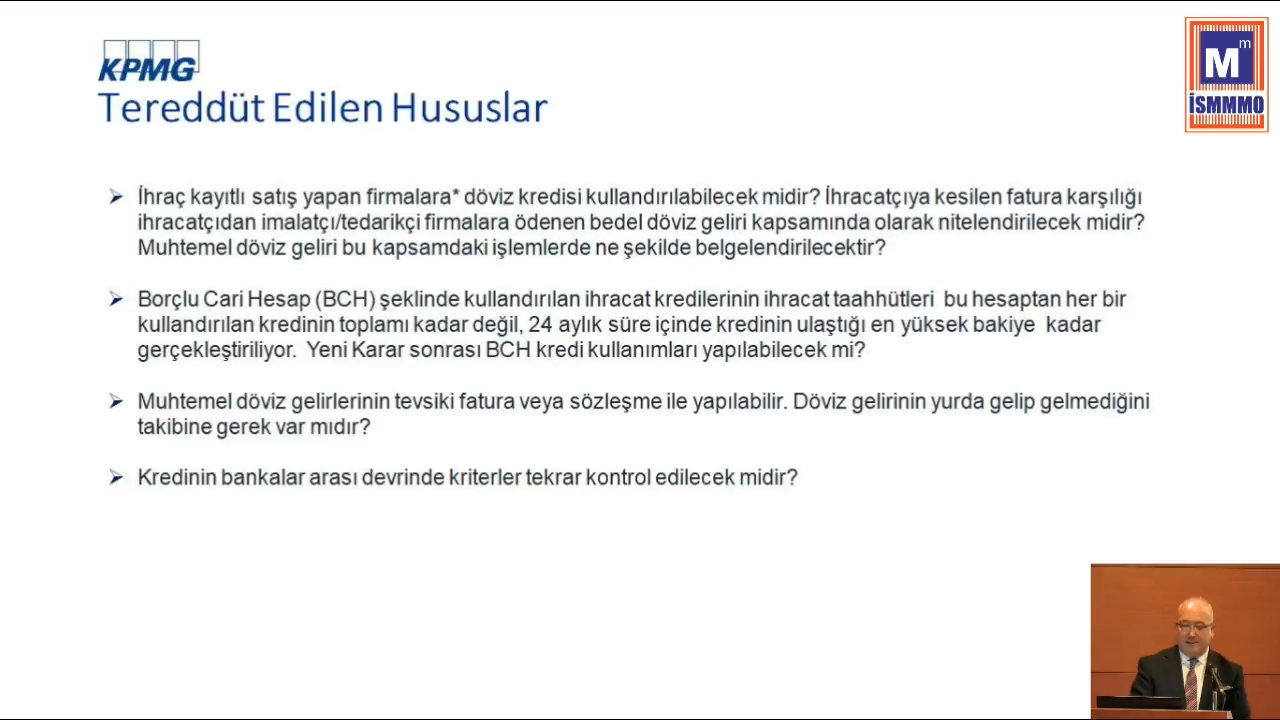 KPMG
Tereddüt Edilen Hususlar
Mm
İSMMMO
İhraç kayıtlı satış yapan firmalara* döviz kredisi kullandırılabilecek midir? İhracatçıya kesilen fatura karşılığı
ihracatçıdan imalatçı/tedarikçi firmalara ödenen bedel döviz geliri kapsamında olarak nitelendirilecek midir?
Muhtemel döviz geliri bu kapsamdaki işlemlerde ne şekilde belgelendirilecektir?
Borçlu Cari Hesap (BCH) şeklinde kullandırılan ihracat kredilerinin ihracat taahhütleri bu hesaptan her bir
kullandırılan kredinin toplamı kadar değil, 24 aylık süre içinde kredinin ulaştığı en yüksek bakiye kadar
gerçekleştiriliyor. Yeni Karar sonrası BCH kredi kullanımları yapılabilecek mi?
Muhtemel döviz gelirlerinin tevsiki fatura veya sözleşme ile yapılabilir. Döviz gelirinin yurda gelip gelmediğini
takibine gerek var mıdır?
Kredinin bankalar arası devrinde kriterler tekrar kontrol edilecek midir?